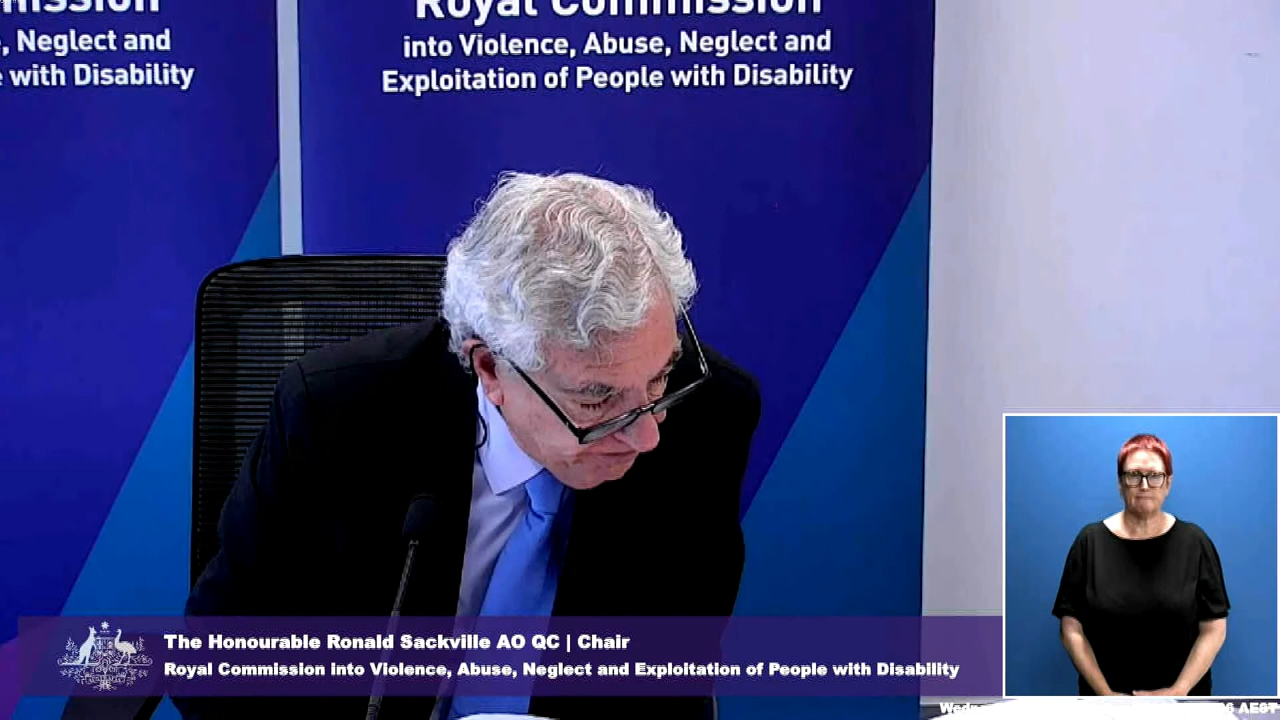 Royal Commission
into Violence, Abuse, Neglect and
Exploitation of People with Disability
, Neglect and
with Disability
The Honourable Ronald Sackville AO QC | Chair
Royal Commission into Violence, Abuse, Neglect and Exploitation of People with Disability
AEST